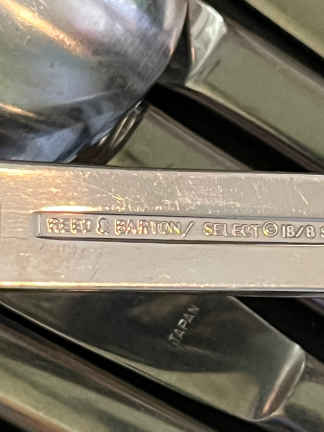 REED & BARTON/ SELECT © 18/8 S
JAPAN